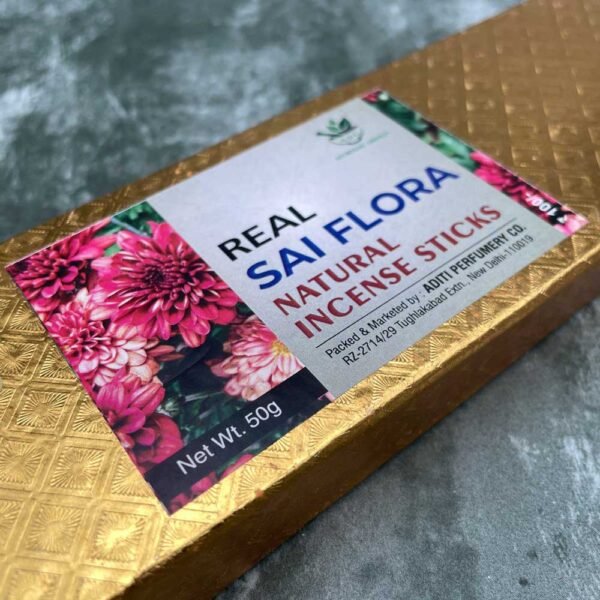 REAL
SAI FLORA
NATURAL
INCENSE STICKS
Packed & Marketed by : ADITI PERFUMERY CO.
RZ-2714/29 Tughlakabad Extn., New Delhi-110019
Net Wt. 50g